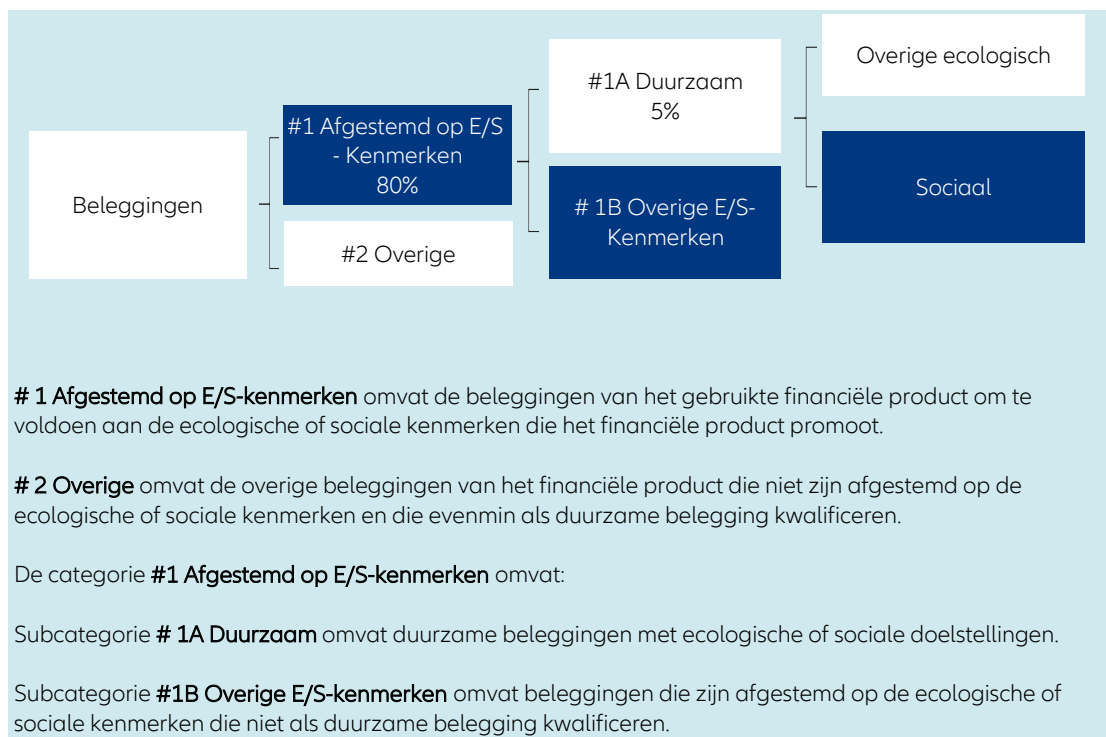 Beleggingen
#1 Afgestemd op E/S
- Kenmerken
80%
#2 Overige
#1A Duurzaam
5%
# 1B Overige E/S-
Kenmerken
Overige ecologisch
Sociaal
# 1 Afgestemd op E/S-kenmerken omvat de beleggingen van het gebruikte financiële product om te
voldoen aan de ecologische of sociale kenmerken die het financiële product promoot.
# 2 Overige omvat de overige beleggingen van het financiële product die niet zijn afgestemd op de
ecologische of sociale kenmerken en die evenmin als duurzame belegging kwalificeren.
De categorie #1 Afgestemd op E/S-kenmerken omvat:
Subcategorie # 1A Duurzaam omvat duurzame beleggingen met ecologische of sociale doelstellingen.
Subcategorie #1B Overige E/S-kenmerken omvat beleggingen die zijn afgestemd op de ecologische of
sociale kenmerken die niet als duurzame belegging kwalificeren.